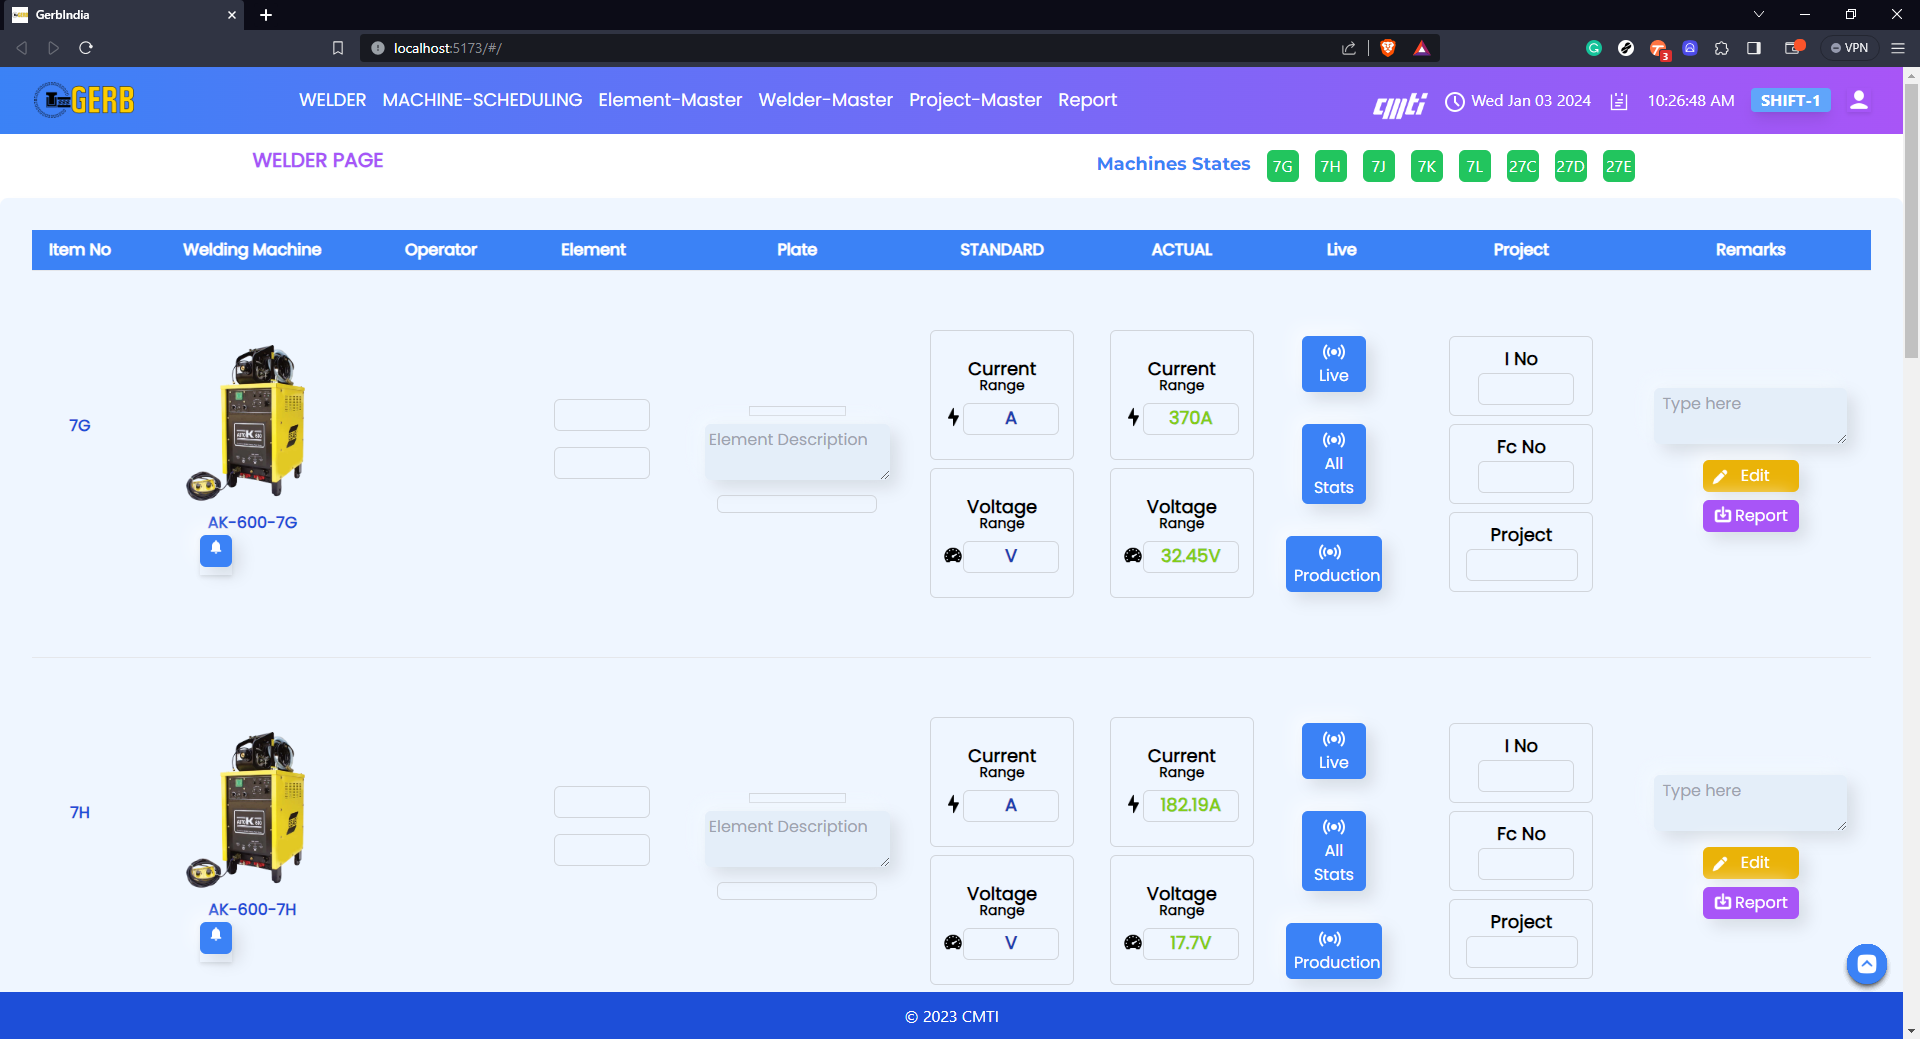 GerbIndia
localhost:5173/#/
3
VPN
GERB
WELDER MACHINE-SCHEDULING Element-Master Welder-Master Project-Master Report
cmti
Wed Jan 03 2024
10:26:48 AM
SHIFT-1
WELDER PAGE
Machines States
7G 7H 7J 7K 7L 27C 27D 27E
Item No Welding Machine Operator Element Plate STANDARD ACTUAL Live Project Remarks
7G
AK-600-7G
Element Description
Current
Range
A
Voltage
Range
V
Current
Range
370A
Voltage
Range
32.45V
Live
All
Stats
Production
I No
Fc No
Project
Type here
Edit
Report
7H
AK-600-7H
Element Description
Current
Range
A
Voltage
Range
V
Current
Range
182.19A
Voltage
Range
17.7V
Live
All
Stats
Production
I No
Fc No
Project
Type here
Edit
Report
© 2023 CMTI